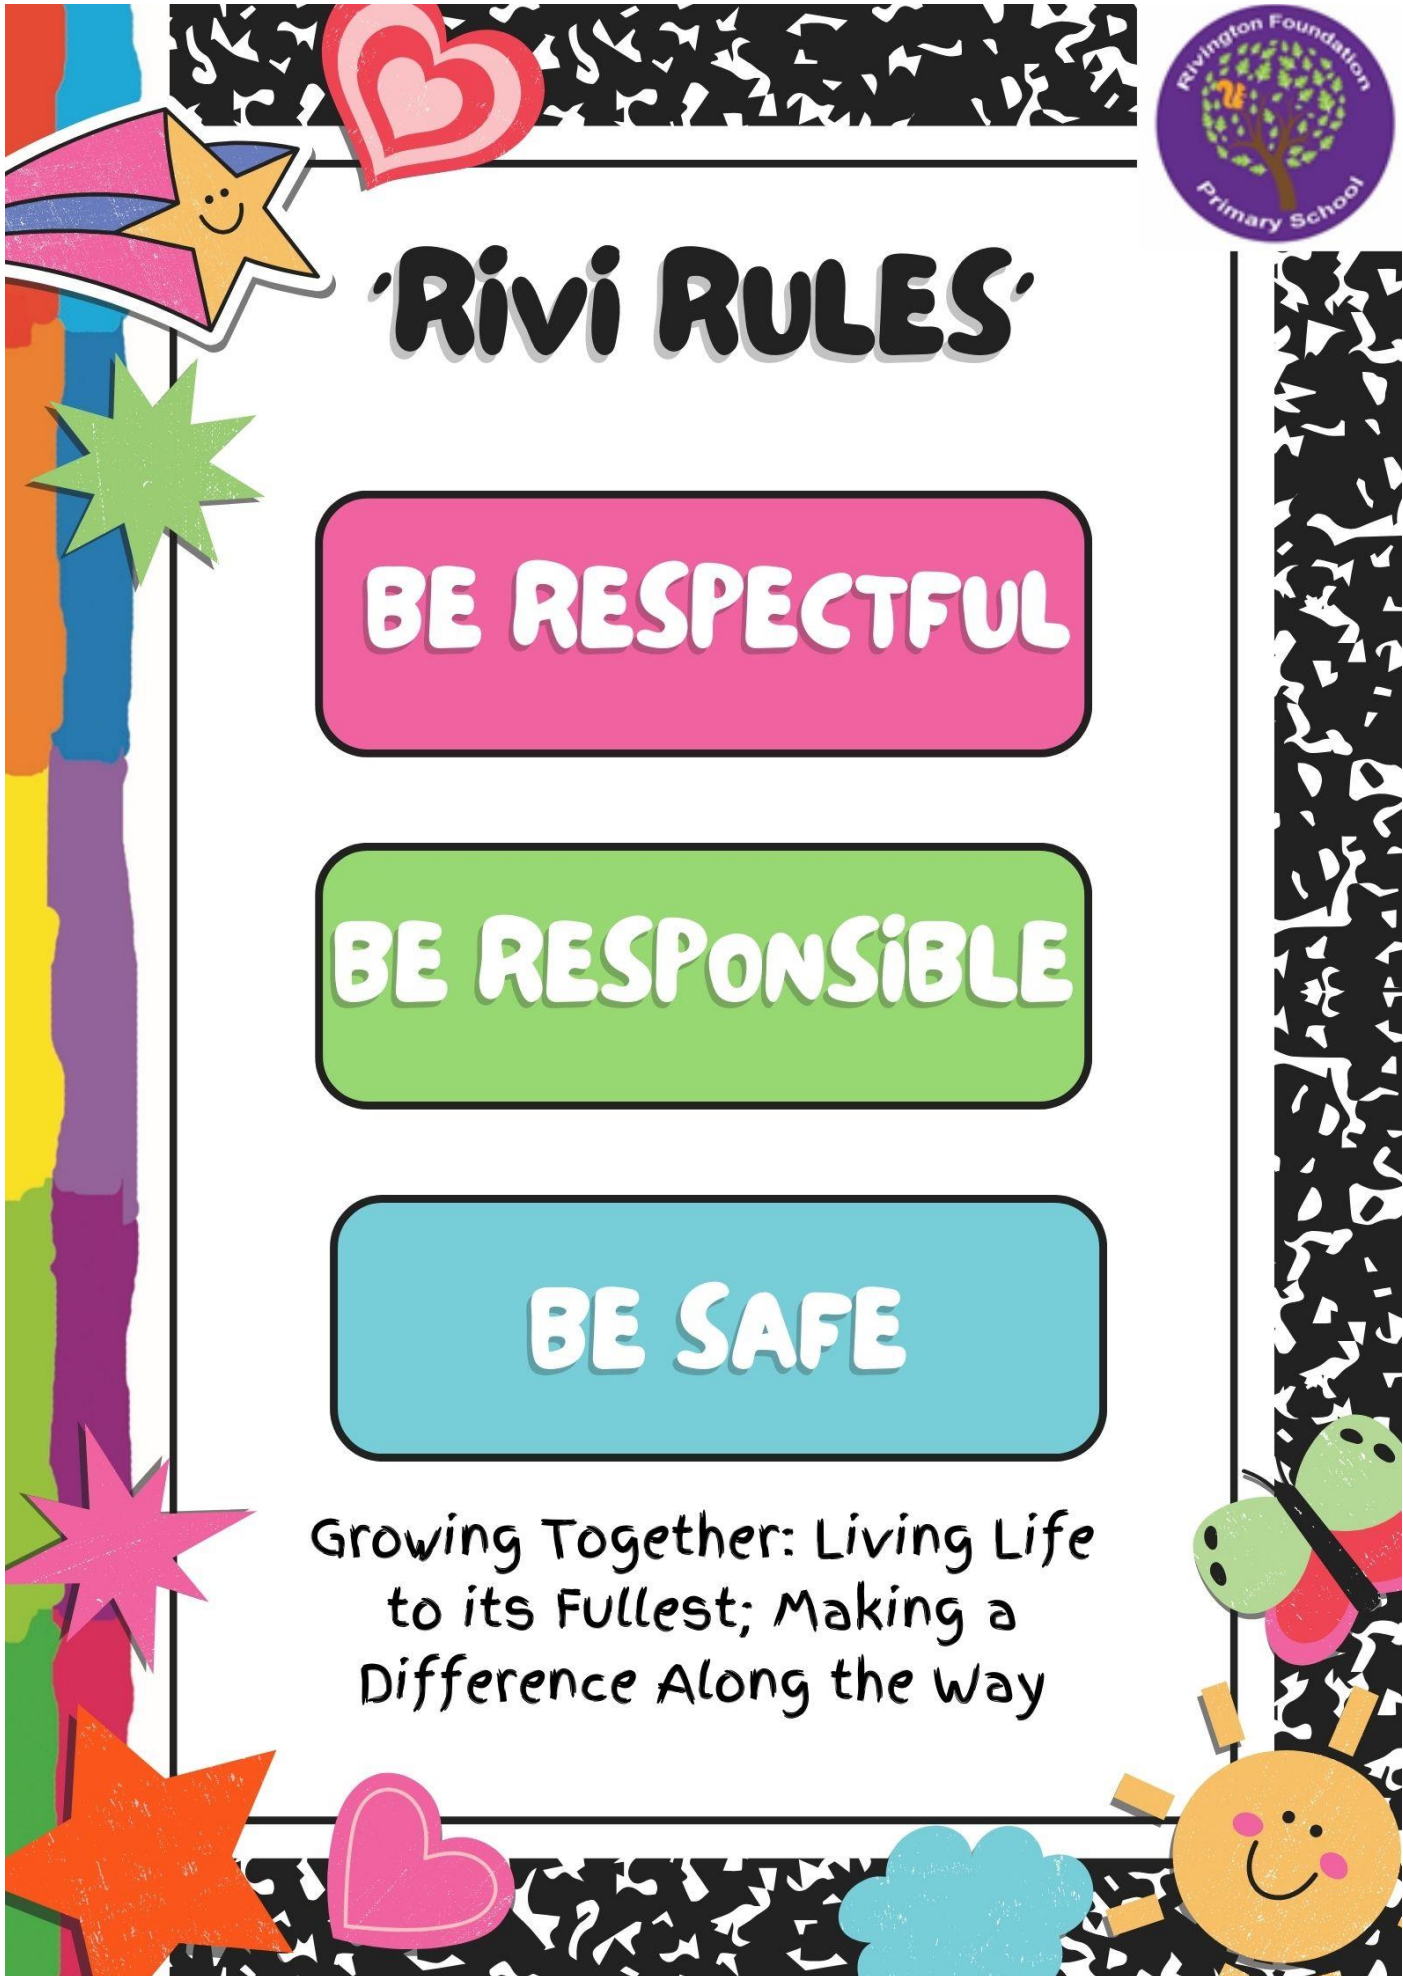 Rivington Foundation
Primary School
'Rivi RULES'
BE RESPECTFUL
BE RESPONSiBLE
BE SAFE
Growing Together: Living Life
to its Fullest; Making a
Difference Along the Way